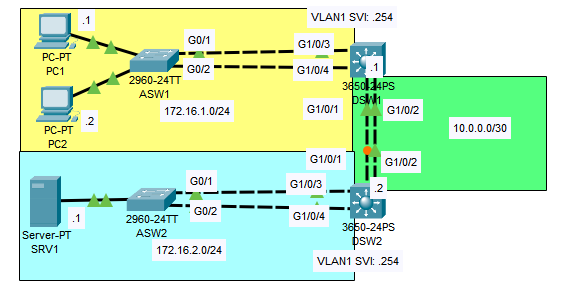 VLAN1 SVI: .254
.1
G0/1
G1/0/3
PC-PT
PC1
2960-24TT
ASW1
G0/2
G1/0/4
.1
3650-24PS
DSW1
.2
172.16.1.0/24
G1/0/1
G1/0/2
PC-PT
PC2
10.0.0.0/30
G1/0/1
G1/0/2
G0/1
G1/0/3
.2
.1
2960-24TT
ASW2
G0/2
G1/0/4
3650-24PS
DSW2
Server-PT
SRV1
172.16.2.0/24
VLAN1 SVI: .254